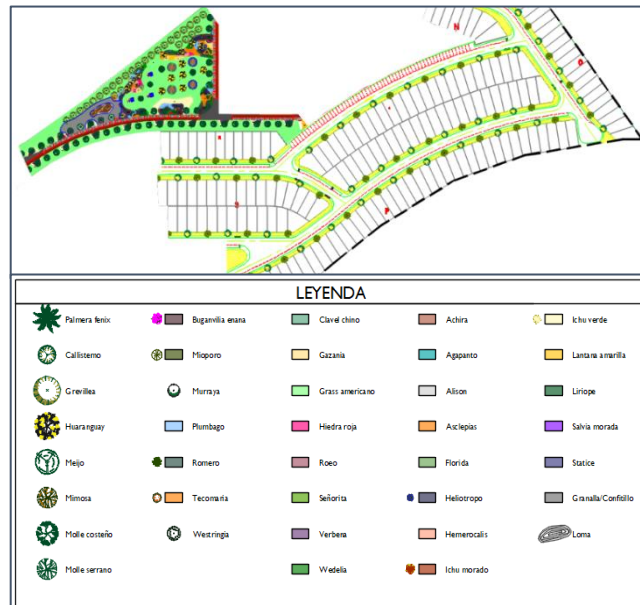 N
O
S
P
LEYENDA
Palmera fenix
Buganvilia enana
Clavel chino
Achira
Ichu verde
Callistemo
Mioporo
Gazania
Agapanto
Lantana amarilla
Grevillea
Murraya
Grass americano
Alison
Liriope
Huaranguay
Plumbago
Hiedra roja
Asclepias
Salvia morada
Meijo
Romero
Roeo
Florida
Statice
Mimosa
Tecomaria
Señorita
Heliotropo
Granalla/Confitillo
Molle costeño
Westringia
Verbena
Hemerocalis
Loma
Molle serrano
Wedelia
Ichu morado